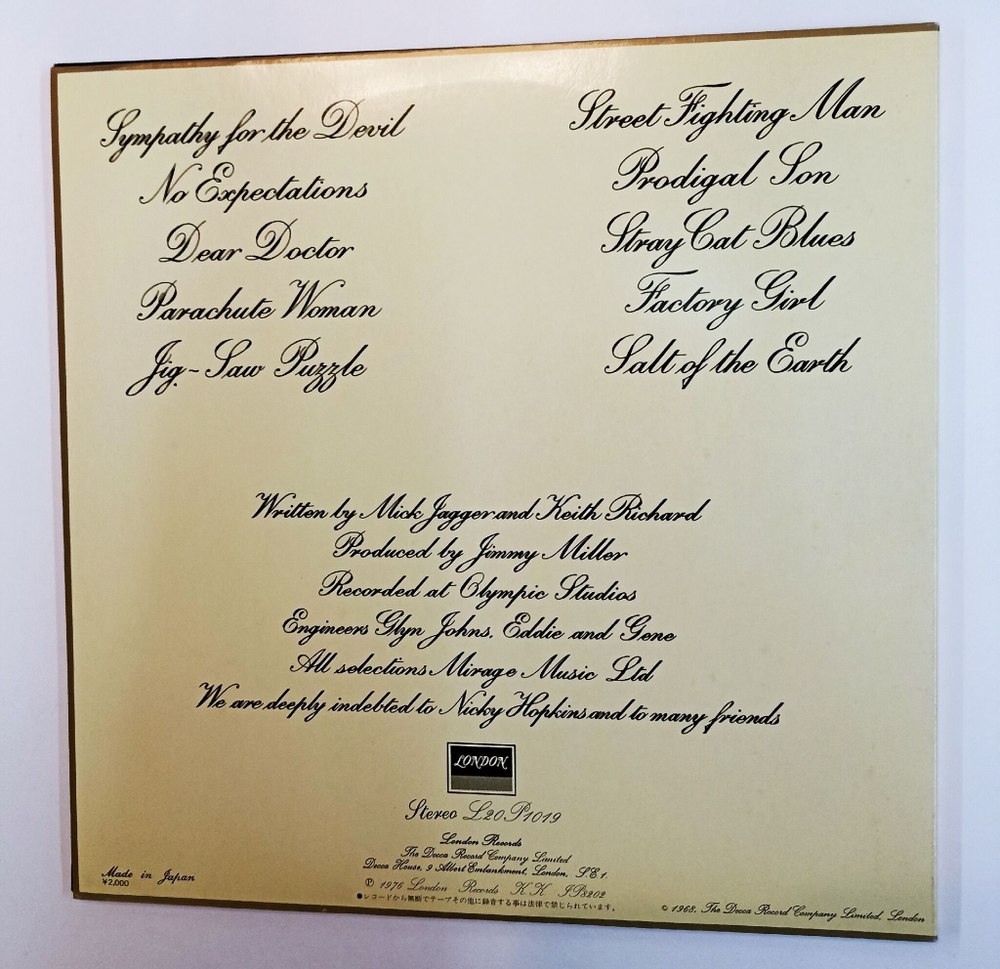 Sympathy for the Devil
No Expectations
Dear Doctor
Parachute Woman
Jig-Saw Puzzle
Street Fighting Man
Prodigal Son
Stray Cat Blues
Factory Girl
Salt of the Earth
Written by Mick Jagger and Keith Richard
Produced by Jimmy Miller
Recorded at Olympic Studios
Engineers Glyn Johns, Eddie and Gene
All selections Mirage Music Ltd
We are deeply indebted to Nicky Hopkins and to many friends
LONDON
Stereo L20P1019
London Records
The Decca Record Company Limited
Decca House, 9 Albert Embankment, London, S.E.1.
Ⓟ 1976 London Records K.K JP8202
●レコードから無断でテープその他に録音する事は法律で禁じられています。
Made in Japan
¥2,000
© 1968, The Decca Record Company Limited, London